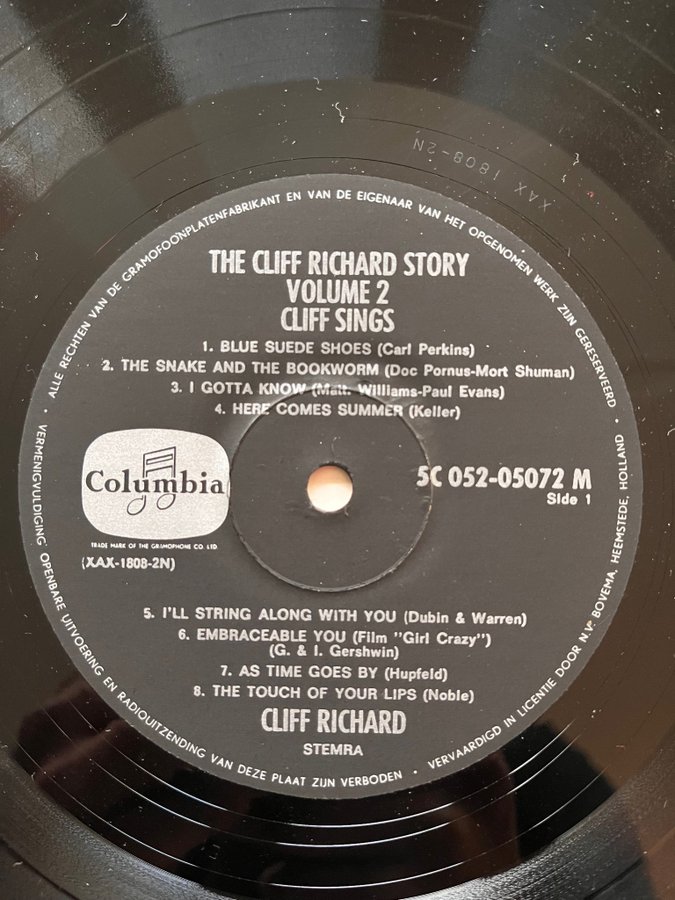 • ALLE RECHTEN VAN DE GRAMOFOONPLATENFABRIKANT EN VAN DE EIGENAAR VAN HET OPGENOMEN WERK ZIJN GERESERVEERD •
XAX 1808-2N
THE CLIFF RICHARD STORY
VOLUME 2
CLIFF SINGS
1. BLUE SUEDE SHOES (Carl Perkins)
2. THE SNAKE AND THE BOOKWORM (Doc Pornus-Mort Shuman)
3. I GOTTA KNOW (Matt. Williams-Paul Evans)
4. HERE COMES SUMMER (Keller)
Columbia
TRADE MARK OF THE GRAMOPHONE CO. LTD.
(XAX-1808-2N)
5C 052-05072 M
Side 1
5. I'LL STRING ALONG WITH YOU (Dubin & Warren)
6. EMBRACEABLE YOU (Film "Girl Crazy")
(G. & I. Gershwin)
7. AS TIME GOES BY (Hupfeld)
8. THE TOUCH OF YOUR LIPS (Noble)
CLIFF RICHARD
STEMRA
VERMENIGVULDIGING OPENBARE UITVOERING EN RADIOUITZENDING VAN DEZE PLAAT ZIJN VERBODEN • VERVAARDIGD IN LICENTIE DOOR N.V. BOVEMA, HEEMSTEDE, HOLLAND